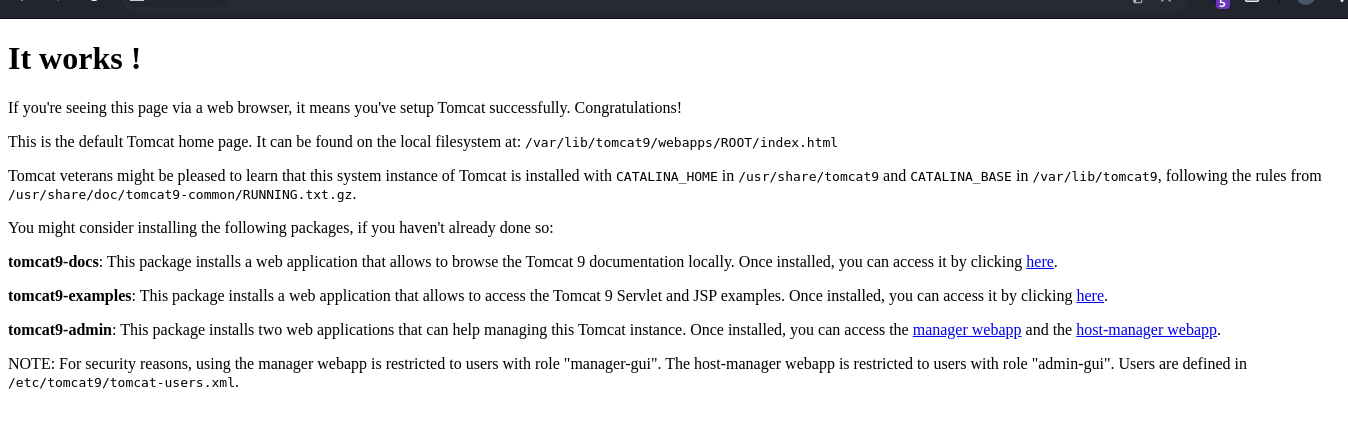 5
It works !
If you're seeing this page via a web browser, it means you've setup Tomcat successfully. Congratulations!
This is the default Tomcat home page. It can be found on the local filesystem at: /var/lib/tomcat9/webapps/ROOT/index.html
Tomcat veterans might be pleased to learn that this system instance of Tomcat is installed with CATALINA_HOME in /usr/share/tomcat9 and CATALINA_BASE in /var/lib/tomcat9, following the rules from
/usr/share/doc/tomcat9-common/RUNNING.txt.gz.
You might consider installing the following packages, if you haven't already done so:
tomcat9-docs: This package installs a web application that allows to browse the Tomcat 9 documentation locally. Once installed, you can access it by clicking here.
tomcat9-examples: This package installs a web application that allows to access the Tomcat 9 Servlet and JSP examples. Once installed, you can access it by clicking here.
tomcat9-admin: This package installs two web applications that can help managing this Tomcat instance. Once installed, you can access the manager webapp and the host-manager webapp.
NOTE: For security reasons, using the manager webapp is restricted to users with role "manager-gui". The host-manager webapp is restricted to users with role "admin-gui". Users are defined in
/etc/tomcat9/tomcat-users.xml.